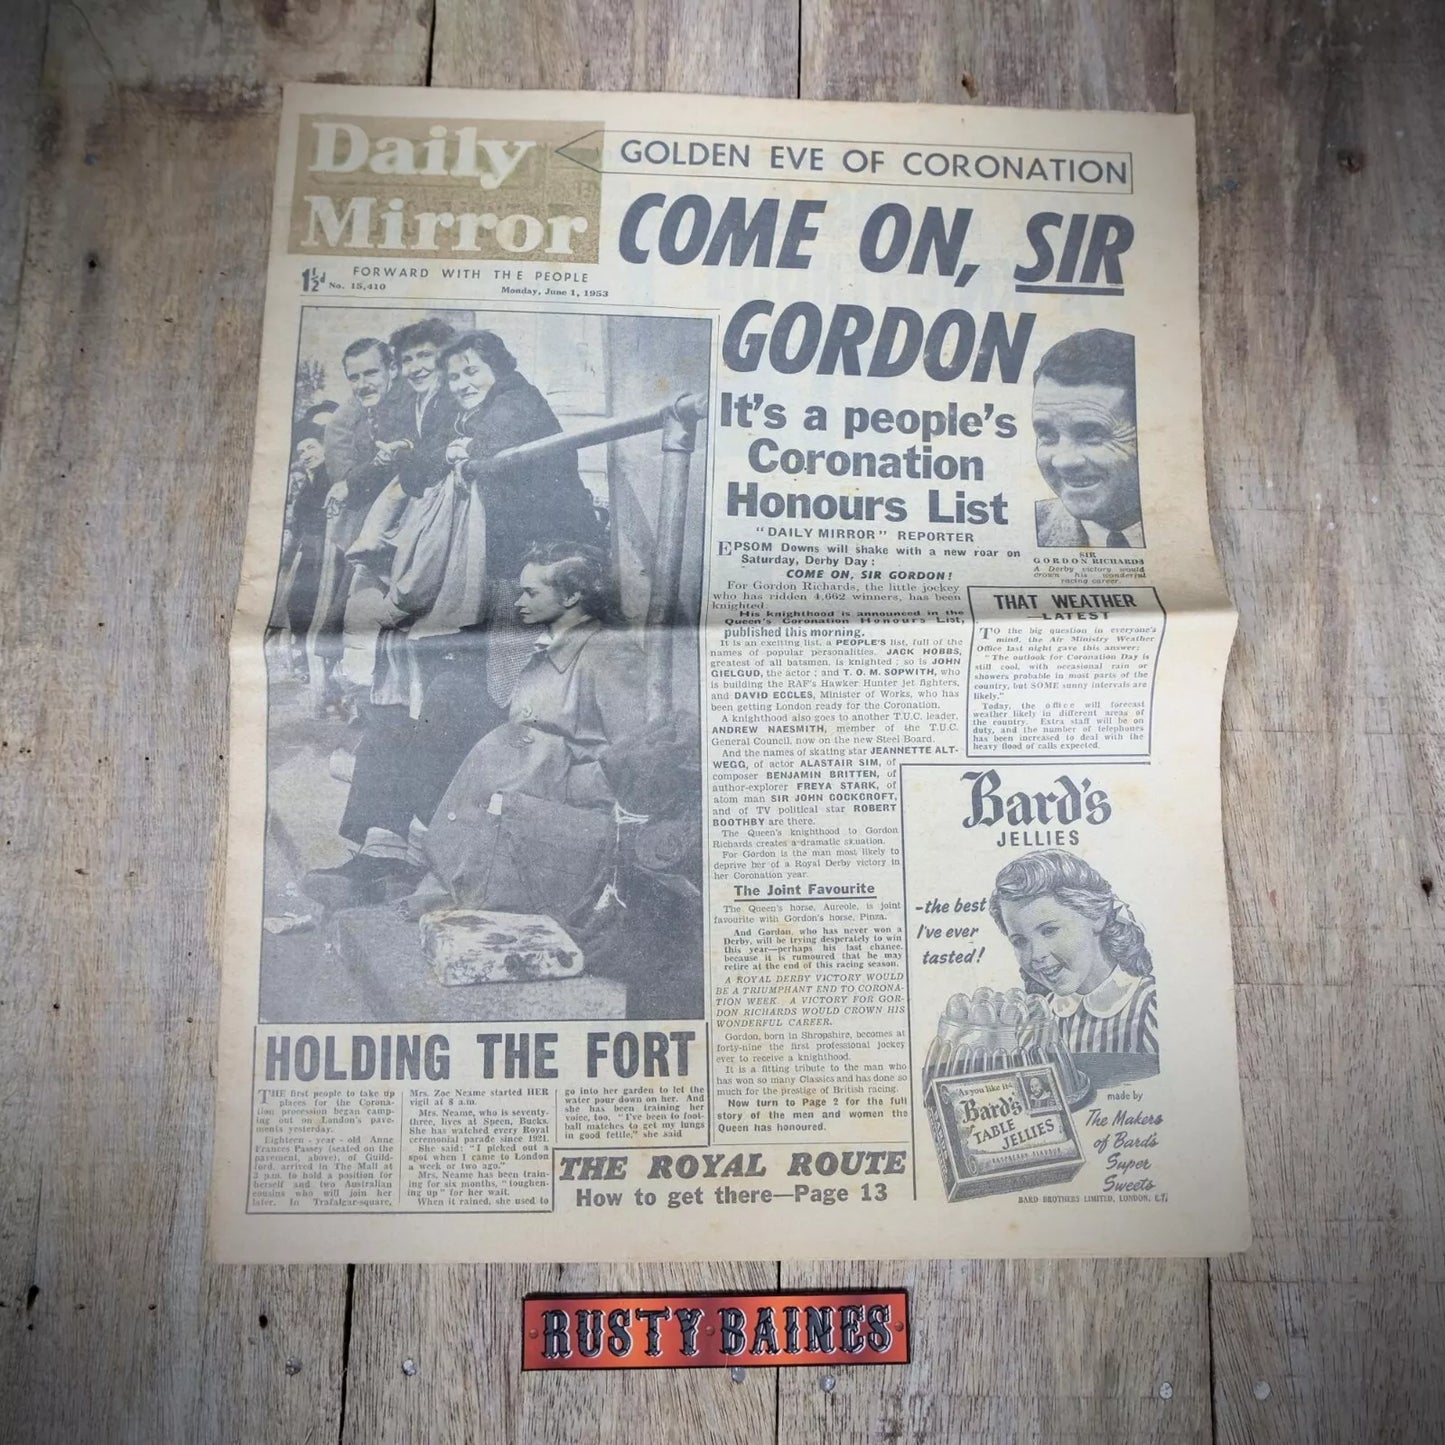 Daily
Mirror
GOLDEN EVE OF CORONATION
COME ON, SIR
GORDON
1½d No. 15,410
FORWARD WITH THE PEOPLE
Monday, June 1, 1953
It's a people's
Coronation
Honours List
"DAILY MIRROR" REPORTER
EPSOM Downs will shake with a new roar on
Saturday, Derby Day:
COME ON, SIR GORDON!
For Gordon Richards, the little jockey
who has ridden 4,662 winners, has been
knighted.
His knighthood is announced in the
Queen's Coronation Honours List,
published this morning.
It is an exciting list, a PEOPLE'S list, full of the
names of popular personalities. JACK HOBBS,
greatest of all batsmen, is knighted; so is JOHN
GIELGUD, the actor; and T. O. M. SOPWITH, who
is building the RAF's Hawker Hunter jet fighters,
and DAVID ECCLES, Minister of Works, who has
been getting London ready for the Coronation.
A knighthood also goes to another T.U.C. leader,
ANDREW NAESMITH, member of the T.U.C.
General Council, now on the new Steel Board.
And the names of skating star JEANNETTE ALT-
WEGG, of actor ALASTAIR SIM, of
composer BENJAMIN BRITTEN, of
author-explorer FREYA STARK, of
atom man SIR JOHN COCKCROFT,
and of TV political star ROBERT
BOOTHBY are there.
The Queen's knighthood to Gordon
Richards creates a dramatic situation.
For Gordon is the man most likely to
deprive her of a Royal Derby victory in
her Coronation year.
The Joint Favourite
The Queen's horse, Aureole, is joint
favourite with Gordon's horse, Pinza.
And Gordon, who has never won a
Derby, will be trying desperately to win
this year—perhaps his last chance,
because it is rumoured that he may
retire at the end of this racing season.
A ROYAL DERBY VICTORY WOULD
BE A TRIUMPHANT END TO CORONA-
TION WEEK. A VICTORY FOR GOR-
DON RICHARDS WOULD CROWN HIS
WONDERFUL CAREER.
Gordon, born in Shropshire, becomes at
forty-nine the first professional jockey
ever to receive a knighthood.
It is a fitting tribute to the man who
has won so many Classics and has done so
much for the prestige of British racing.
Now turn to Page 2 for the full
story of the men and women the
Queen has honoured.
SIR
GORDON RICHARDS
A Derby victory would
crown his wonderful
racing career.
THAT WEATHER
—LATEST
TO the big question in everyone's
mind, the Air Ministry Weather
Office last night gave this answer:
"The outlook for Coronation Day is
still cool, with occasional rain or
showers probable in most parts of the
country, but SOME sunny intervals are
likely."
Today, the office will forecast
weather likely in different areas of
the country. Extra staff will be on
duty, and the number of telephones
has been increased to deal with the
heavy flood of calls expected.
Bard's
JELLIES
-the best
I've ever
tasted!
As you like it
Bard's
TABLE
JELLIES
RASPBERRY FLAVOUR
made by
The Makers
of Bard's
Super
Sweets
BARD BROTHERS LIMITED, LONDON, E.1.
HOLDING THE FORT
THE first people to take up
places for the Corona-
tion procession began camp-
ing out on London's pave-
ments yesterday.
Eighteen-year-old Anne
Frances Passey (seated on the
pavement, above), of Guild-
ford, arrived in The Mall at
3 p.m. to hold a position for
herself and two Australian
cousins who will join her
later. In Trafalgar-square,
Mrs. Zoe Neame started HER
vigil at 8 a.m.
Mrs. Neame, who is seventy-
three, lives at Speen, Bucks.
She has watched every Royal
ceremonial parade since 1921.
She said: "I picked out a
spot when I came to London
a week or two ago."
Mrs. Neame has been train-
ing for six months, "toughen-
ing up" for her wait.
When it rained, she used to
go into her garden to let the
water pour down on her. And
she has been training her
voice, too. "I've been to foot-
ball matches to get my lungs
in good fettle," she said
THE ROYAL ROUTE
How to get there—Page 13
RUSTY BAINES